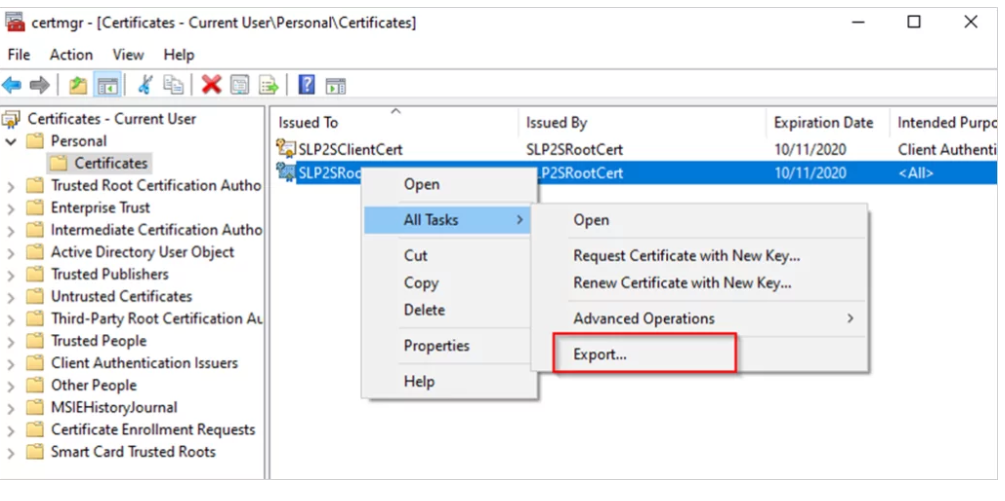 certmgr - [Certificates - Current User\Personal\Certificates]
File Action View Help
Certificates - Current User
Personal
Certificates
Trusted Root Certification Autho
Enterprise Trust
Intermediate Certification Autho
Active Directory User Object
Trusted Publishers
Untrusted Certificates
Third-Party Root Certification Au
Trusted People
Client Authentication Issuers
Other People
MSIEHistoryJournal
Certificate Enrollment Requests
Smart Card Trusted Roots
Issued To Issued By Expiration Date Intended Purpo
SLP2SClientCert SLP2SRootCert 10/11/2020 Client Authenti
SLP2SRoo LP2SRootCert 10/11/2020 <All>
Open
All Tasks
Cut
Copy
Delete
Properties
Help
Open
Request Certificate with New Key...
Renew Certificate with New Key...
Advanced Operations
Export...